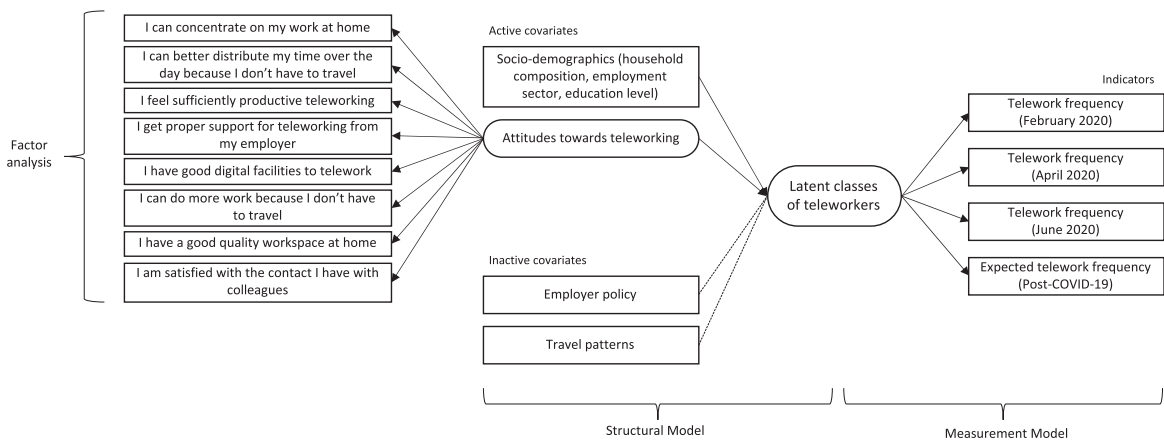 Factor
analysis
I can concentrate on my work at home
I can better distribute my time over the
day because I don't have to travel
I feel sufficiently productive teleworking
I get proper support for teleworking from
my employer
I have good digital facilities to telework
I can do more work because I don't have
to travel
I have a good quality workspace at home
I am satisfied with the contact I have with
colleagues
Active covariates
Socio-demographics (household
composition, employment
sector, education level)
Attitudes towards teleworking
Inactive covariates
Employer policy
Travel patterns
Latent classes
of teleworkers
Indicators
Telework frequency
(February 2020)
Telework frequency
(April 2020)
Telework frequency
(June 2020)
Expected telework frequency
(Post-COVID-19)
Structural Model
Measurement Model